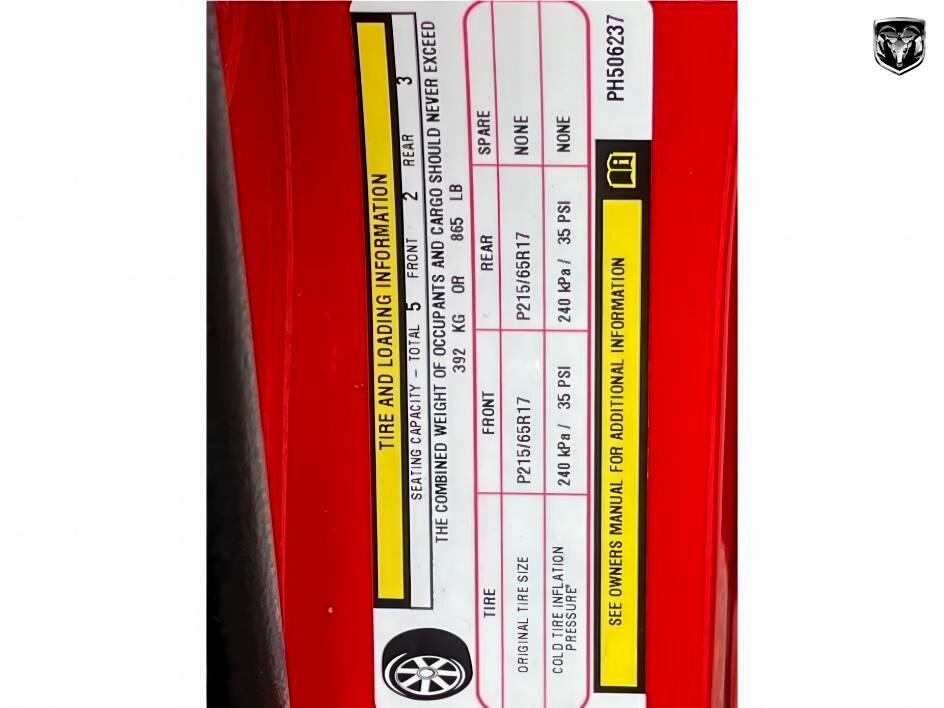 TIRE AND LOADING INFORMATION
SEATING CAPACITY – TOTAL 5 FRONT 2 REAR 3
THE COMBINED WEIGHT OF OCCUPANTS AND CARGO SHOULD NEVER EXCEED
392 KG OR 865 LB
TIRE FRONT REAR SPARE
ORIGINAL TIRE SIZE P215/65R17 P215/65R17 NONE
COLD TIRE INFLATION
PRESSURE 240 kPa / 35 PSI 240 kPa / 35 PSI NONE
SEE OWNERS MANUAL FOR ADDITIONAL INFORMATION
PH506237